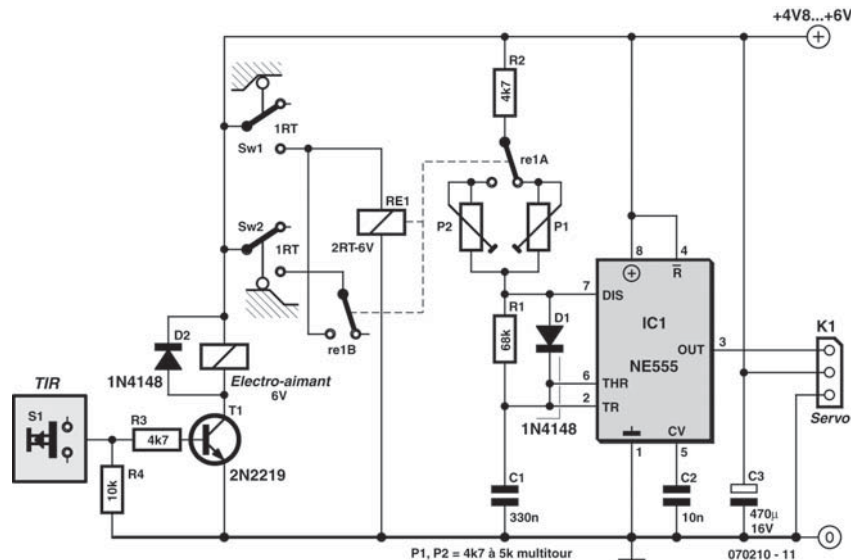 +4V8...+6V
R2
4k7
1RT
Sw1
re1A
RE1
2RT-6V
P2
P1
Sw2
1RT
8
4
R
7
DIS
IC1
R1
68k
D1
K1
D2
re1B
OUT
3
NE555
1N4148
Electro-aimant
6V
6
THR
2
TR
Servo
TIR
T1
1N4148
S1
R3
4k7
CV
1
5
2N2219
R4
10k
C1
330n
C2
10n
C3
470µ
16V
0
P1, P2 = 4k7 à 5k multitour
070210 - 11